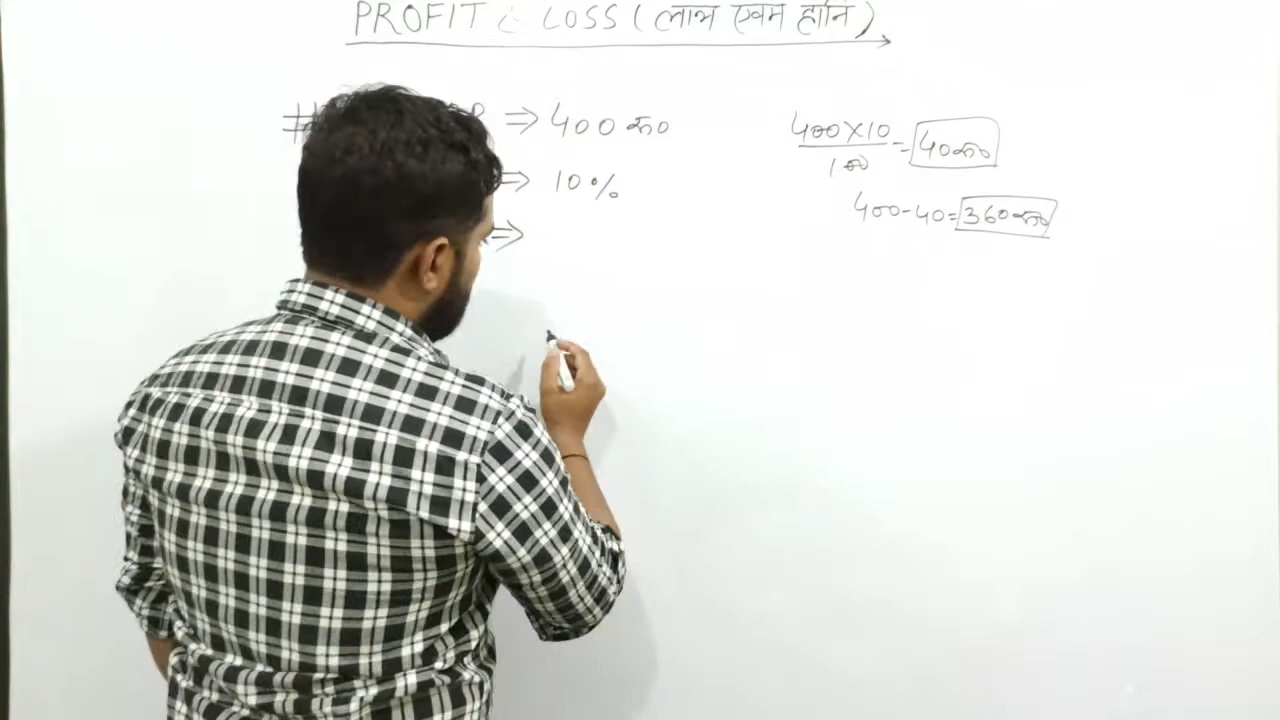 PROFIT & LOSS (लाभ एवम हानि)
# ⇒ 400 रू०
⇒ 10%
⇒
400×10/100 = 40रू०
400-40=360रू०